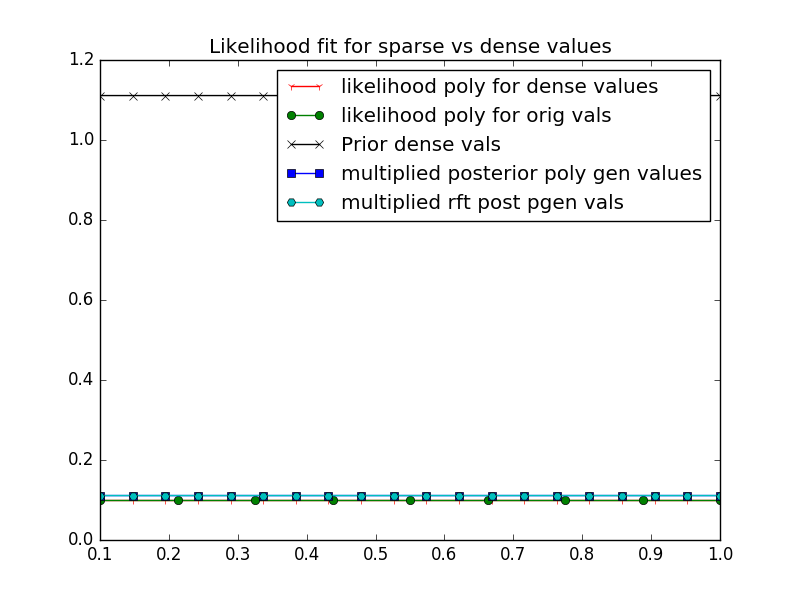 Likelihood fit for sparse vs dense values
1.2
1.0
0.8
0.6
0.4
0.2
0.0
likelihood poly for dense values
likelihood poly for orig vals
Prior dense vals
multiplied posterior poly gen values
multiplied rft post pgen vals
0.1 0.2 0.3 0.4 0.5 0.6 0.7 0.8 0.9 1.0